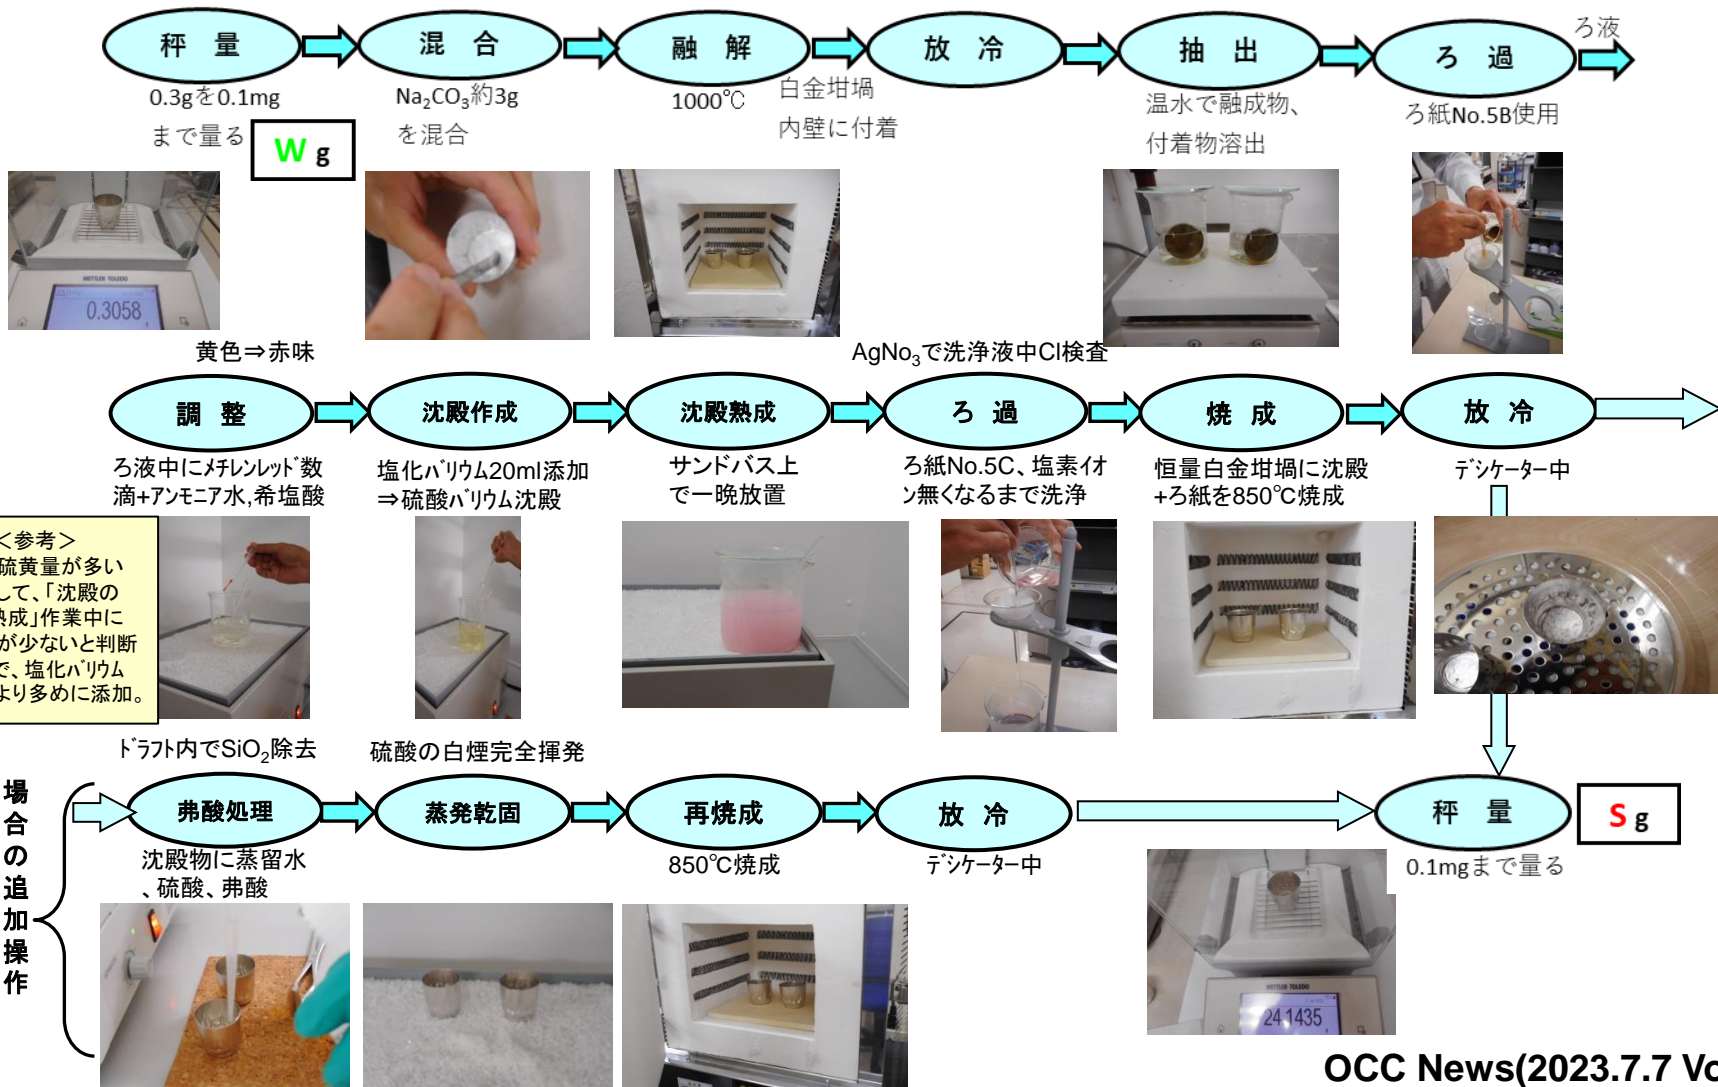 秤 量
混 合
融 解
放 冷
抽 出
ろ 過
ろ液
0.3gを0.1mg
まで量る
W g
Na2CO3約3g
を混合
1000℃
白金坩堝
内壁に付着
温水で融成物、
付着物溶出
ろ紙No.5B使用
METTLER TOLEDO
0.3058
黄色⇒赤味
AgNo3で洗浄液中Cl検査
調 整
沈殿作成
沈殿熟成
ろ 過
焼 成
放 冷
ろ液中にﾒﾁﾚﾝﾚｯﾄﾞ数
滴+アンモニア水,希塩酸
塩化ﾊﾞﾘｳﾑ20ml添加
⇒硫酸ﾊﾞﾘｳﾑ沈殿
サンドバス上
で一晩放置
ろ紙No.5C、塩素イオ
ン無くなるまで洗浄
恒量白金坩堝に沈殿
+ろ紙を850℃焼成
ﾃﾞｼｹｰﾀｰ中
＜参考＞
硫黄量が多い
して、「沈殿の
熟成」作業中に
が少ないと判断
で、塩化ﾊﾞﾘｳﾑ
より多めに添加。
ﾄﾞﾗﾌﾄ内でSiO2除去
硫酸の白煙完全揮発
場合の追加操作
弗酸処理
蒸発乾固
再焼成
放 冷
秤 量
S g
沈殿物に蒸留水
、硫酸、弗酸
850℃焼成
ﾃﾞｼｹｰﾀｰ中
0.1mgまで量る
METTLER TOLEDO
24.1435
OCC News(2023.7.7 Vo